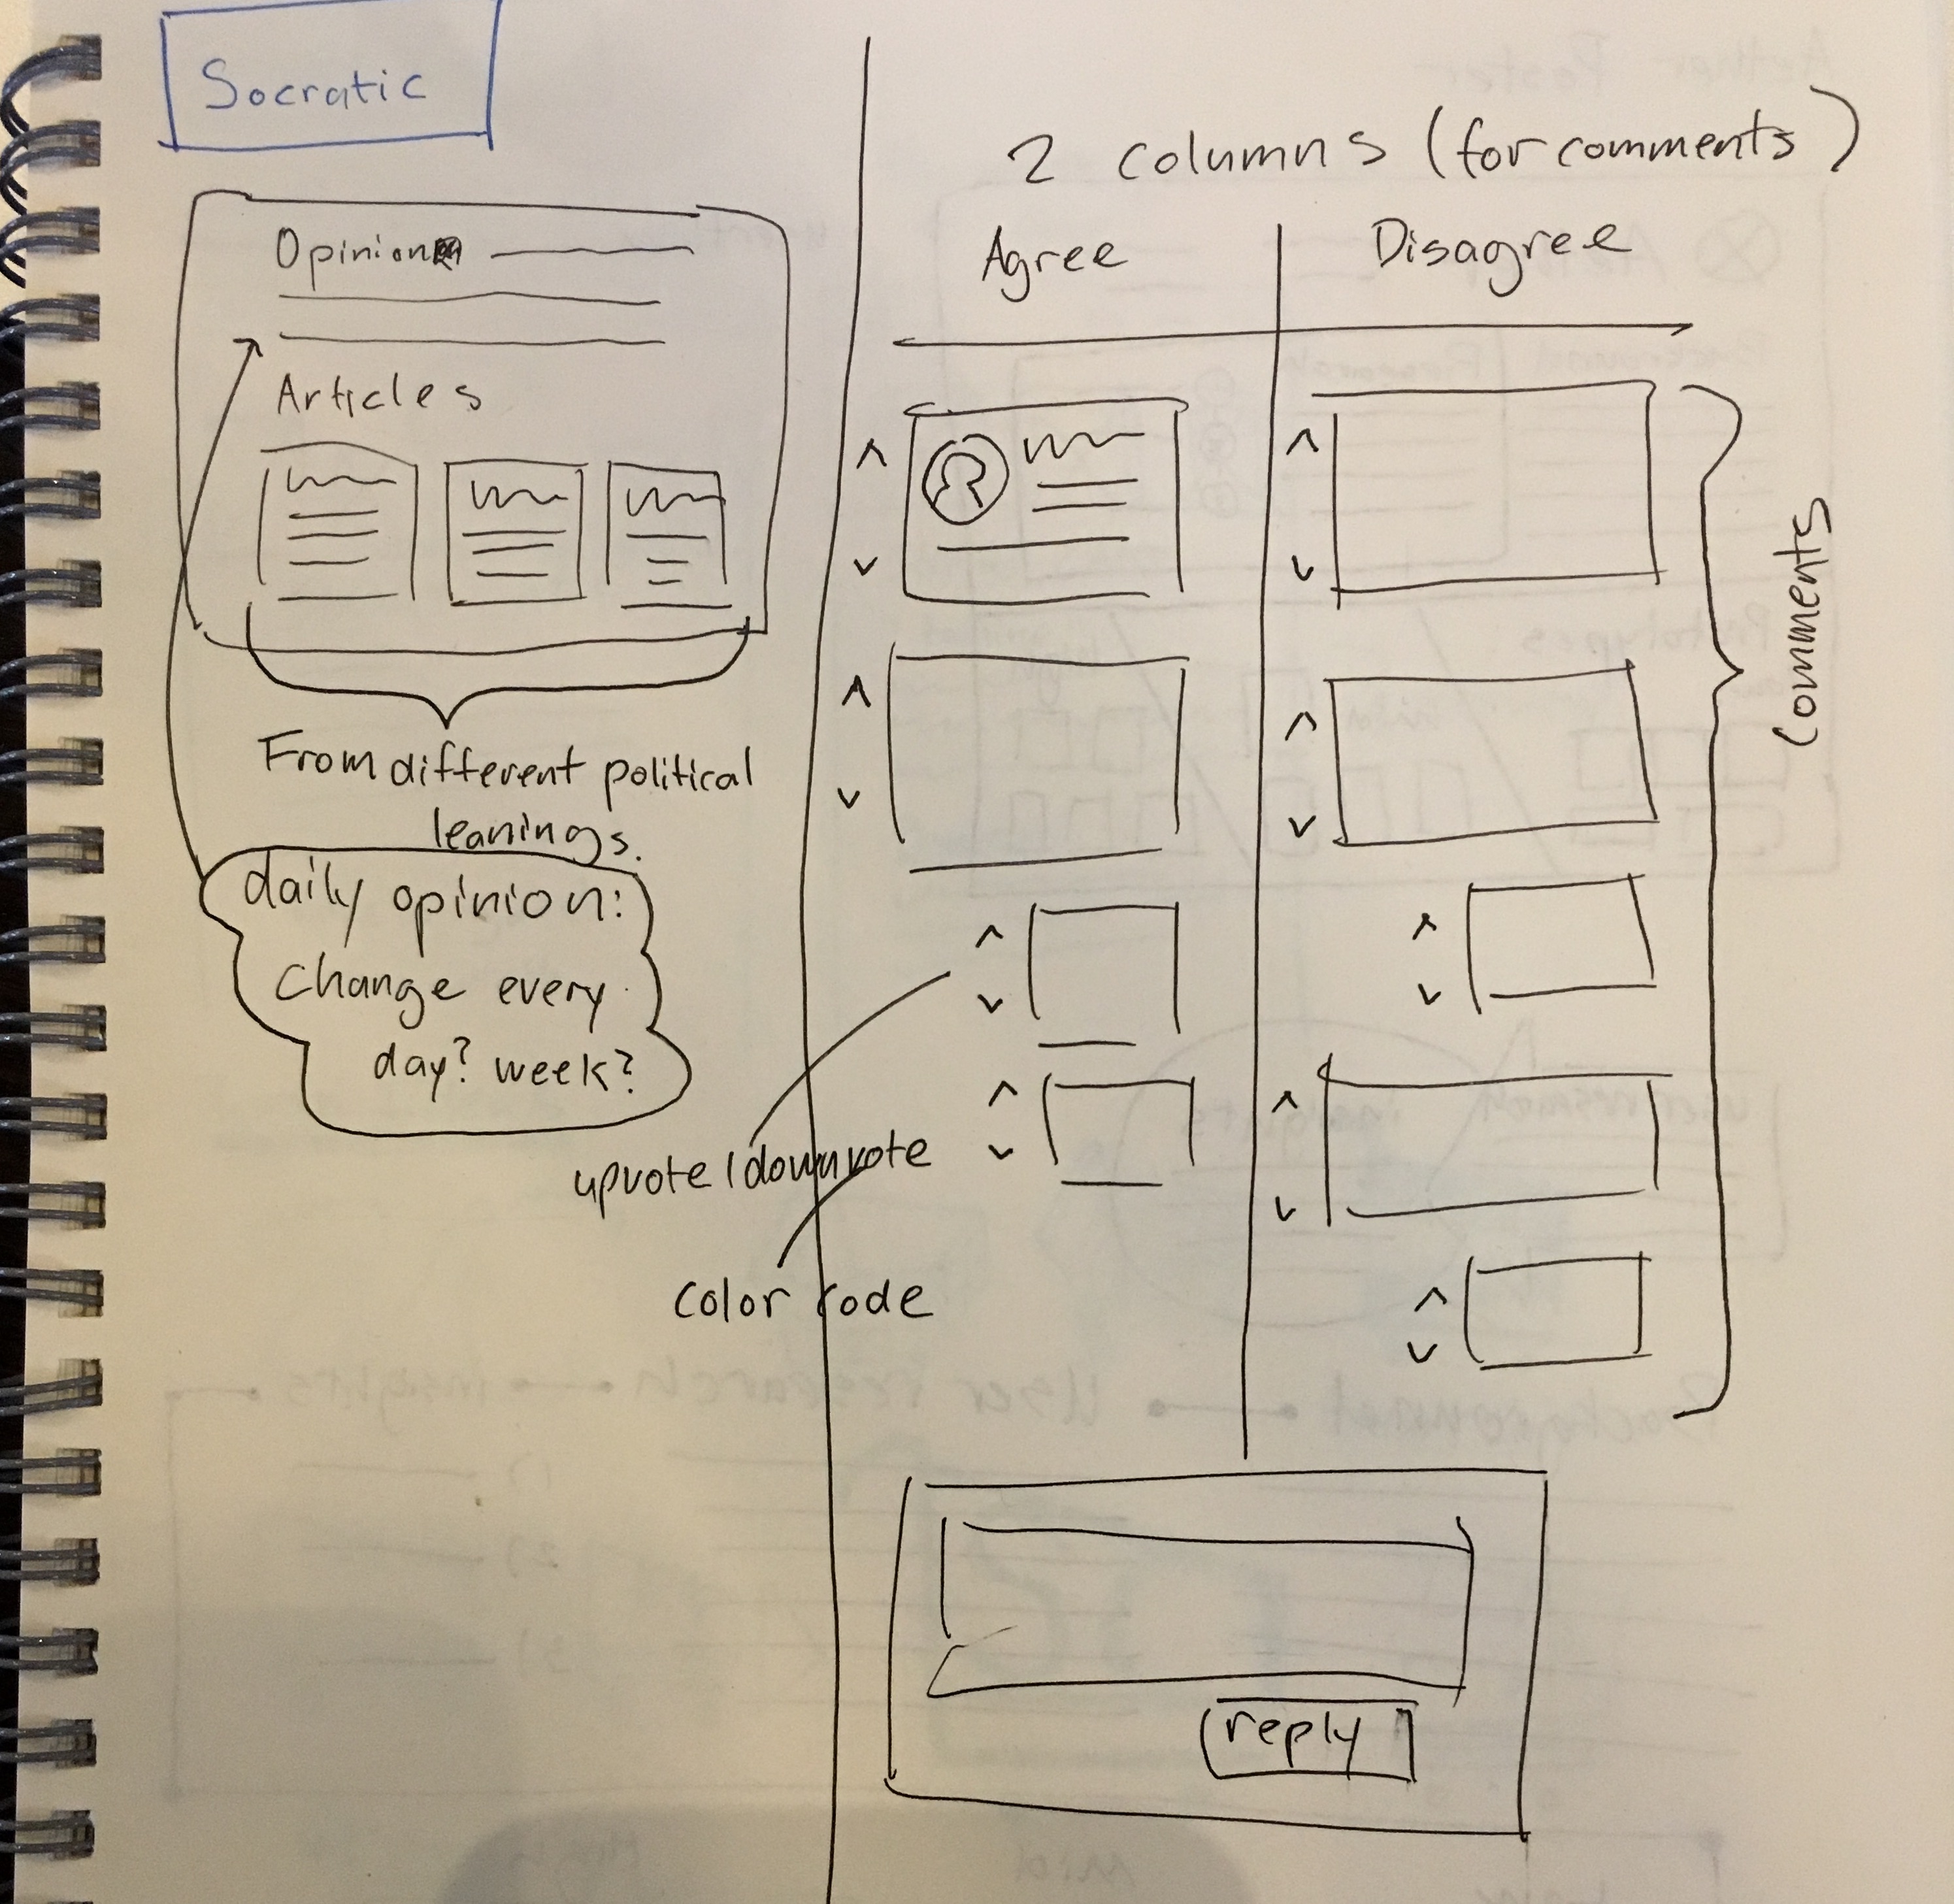 Socratic
Opinion
Articles
From different political
leanings.
daily opinion:
Change every
day? week?
upvote/downvote
color code
2 columns (for comments)
Agree
Disagree
Comments
reply